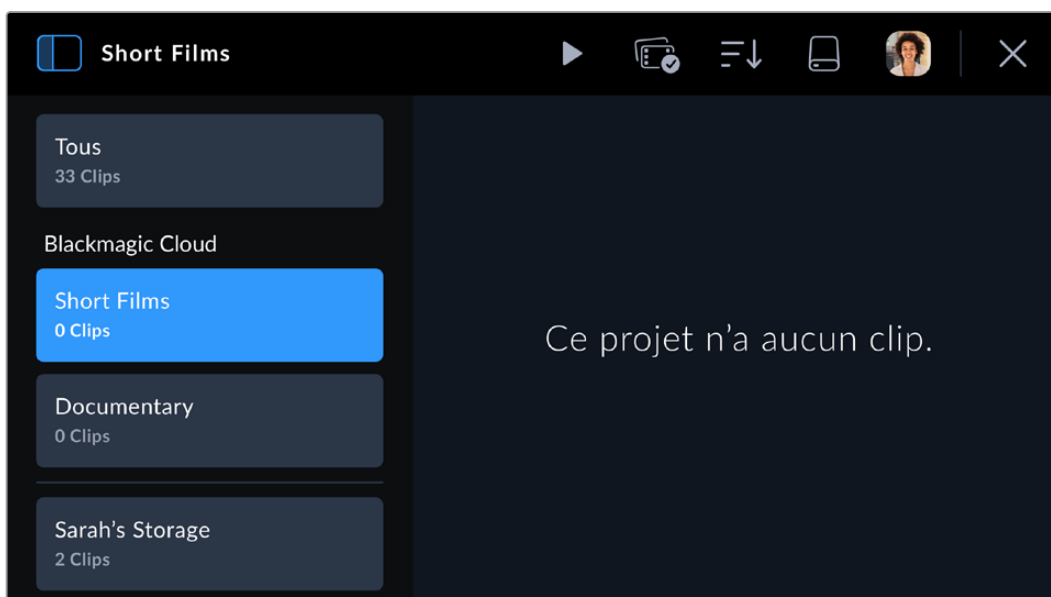 Short Films
Tous
33 Clips
Blackmagic Cloud
Short Films
0 Clips
Ce projet n’a aucun clip.
Documentary
0 Clips
Sarah’s Storage
2 Clips